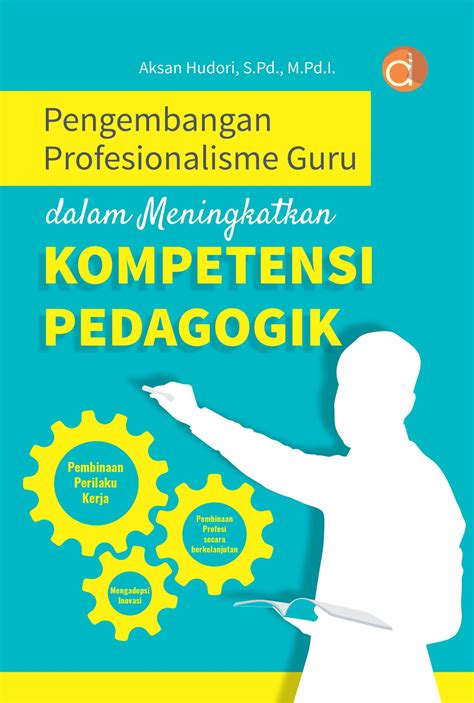 Aksan Hudori, S.Pd., M.Pd.I.
Pengembangan
Profesionalisme Guru
dalam Meningkatkan
KOMPETENSI
PEDAGOGIK
Pembinaan
Perilaku
Kerja
Pembinaan
Profesi
secara
berkelanjutan
Mengadopsi
Inovasi